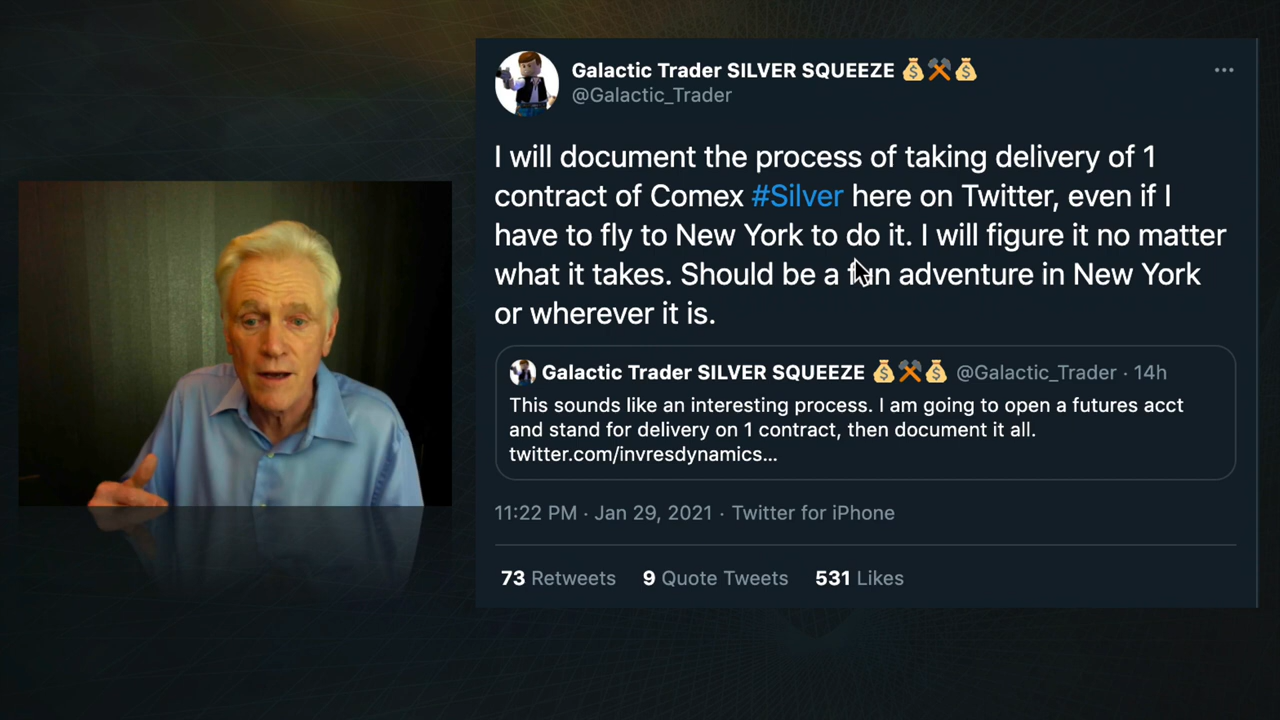 Galactic Trader SILVER SQUEEZE 💰⚒💰
@Galactic_Trader
I will document the process of taking delivery of 1
contract of Comex #Silver here on Twitter, even if I
have to fly to New York to do it. I will figure it no matter
what it takes. Should be a fun adventure in New York
or wherever it is.
Galactic Trader SILVER SQUEEZE 💰⚒💰 @Galactic_Trader · 14h
This sounds like an interesting process. I am going to open a futures acct
and stand for delivery on 1 contract, then document it all.
twitter.com/invresdynamics...
11:22 PM · Jan 29, 2021 · Twitter for iPhone
73 Retweets 9 Quote Tweets 531 Likes